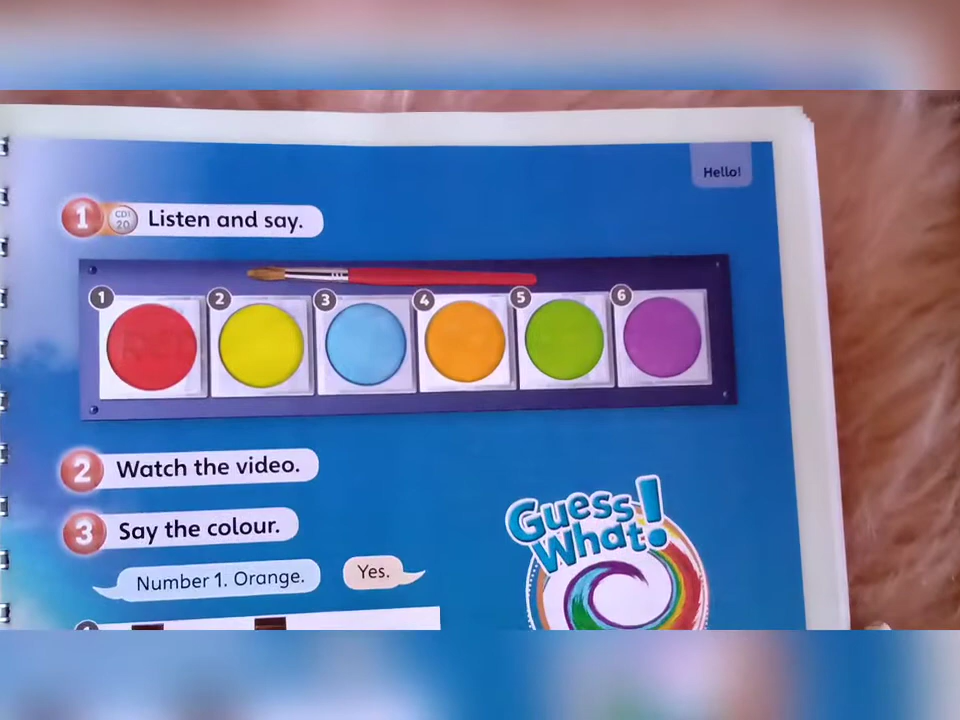 Hello!
1 CD1 20 Listen and say.
1 2 3 4 5 6
2 Watch the video.
3 Say the colour.
Number 1. Orange. Yes.
Guess
What!